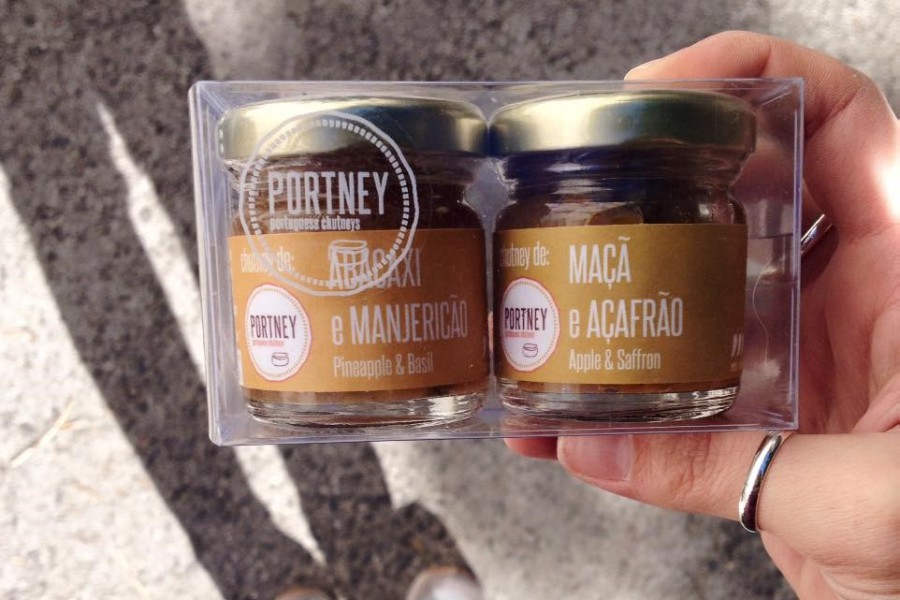 PORTNEY
portuguese chutneys
chutney de:
ABACAXI
e MANJERICÃO
Pineapple & Basil
PORTNEY
chutney de:
MAÇÃ
e AÇAFRÃO
Apple & Saffron
PORTNEY